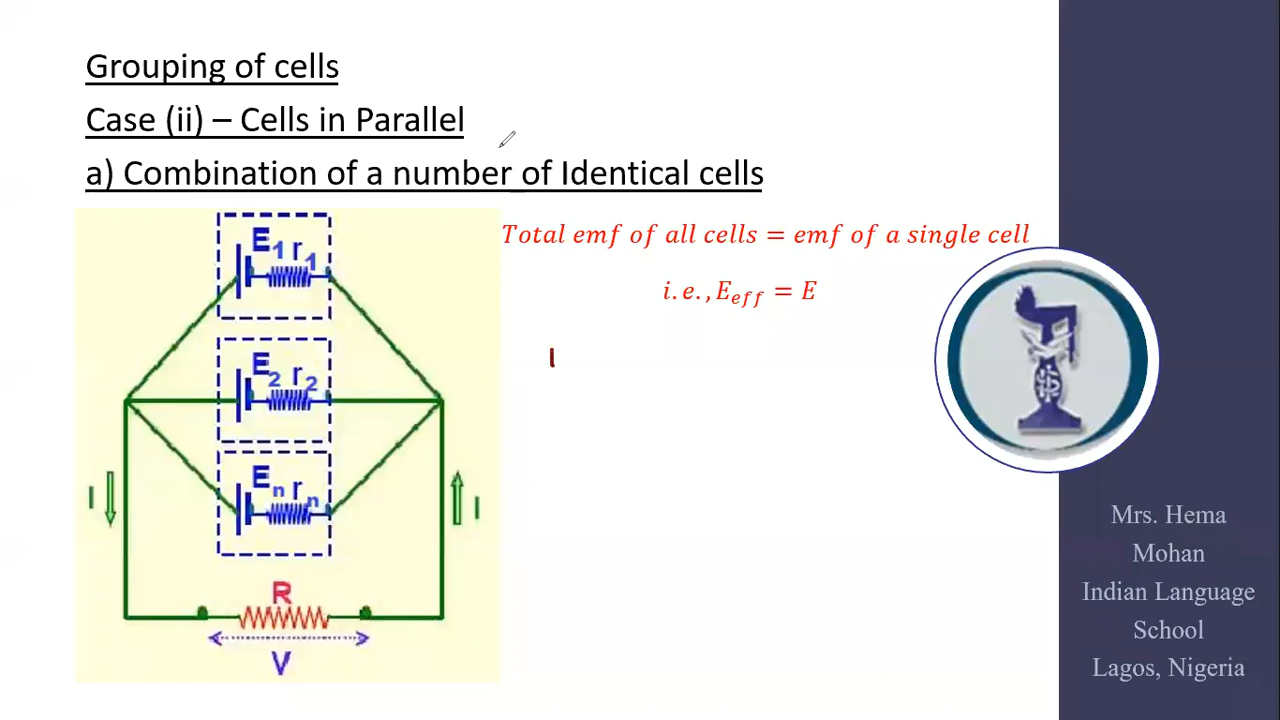 Grouping of cells
Case (ii) – Cells in Parallel
a) Combination of a number of Identical cells
Total emf of all cells = emf of a single cell
i.e., E_eff = E
E1 r1
E2 r2
En rn
I
I
R
V
Mrs. Hema
Mohan
Indian Language
School
Lagos, Nigeria